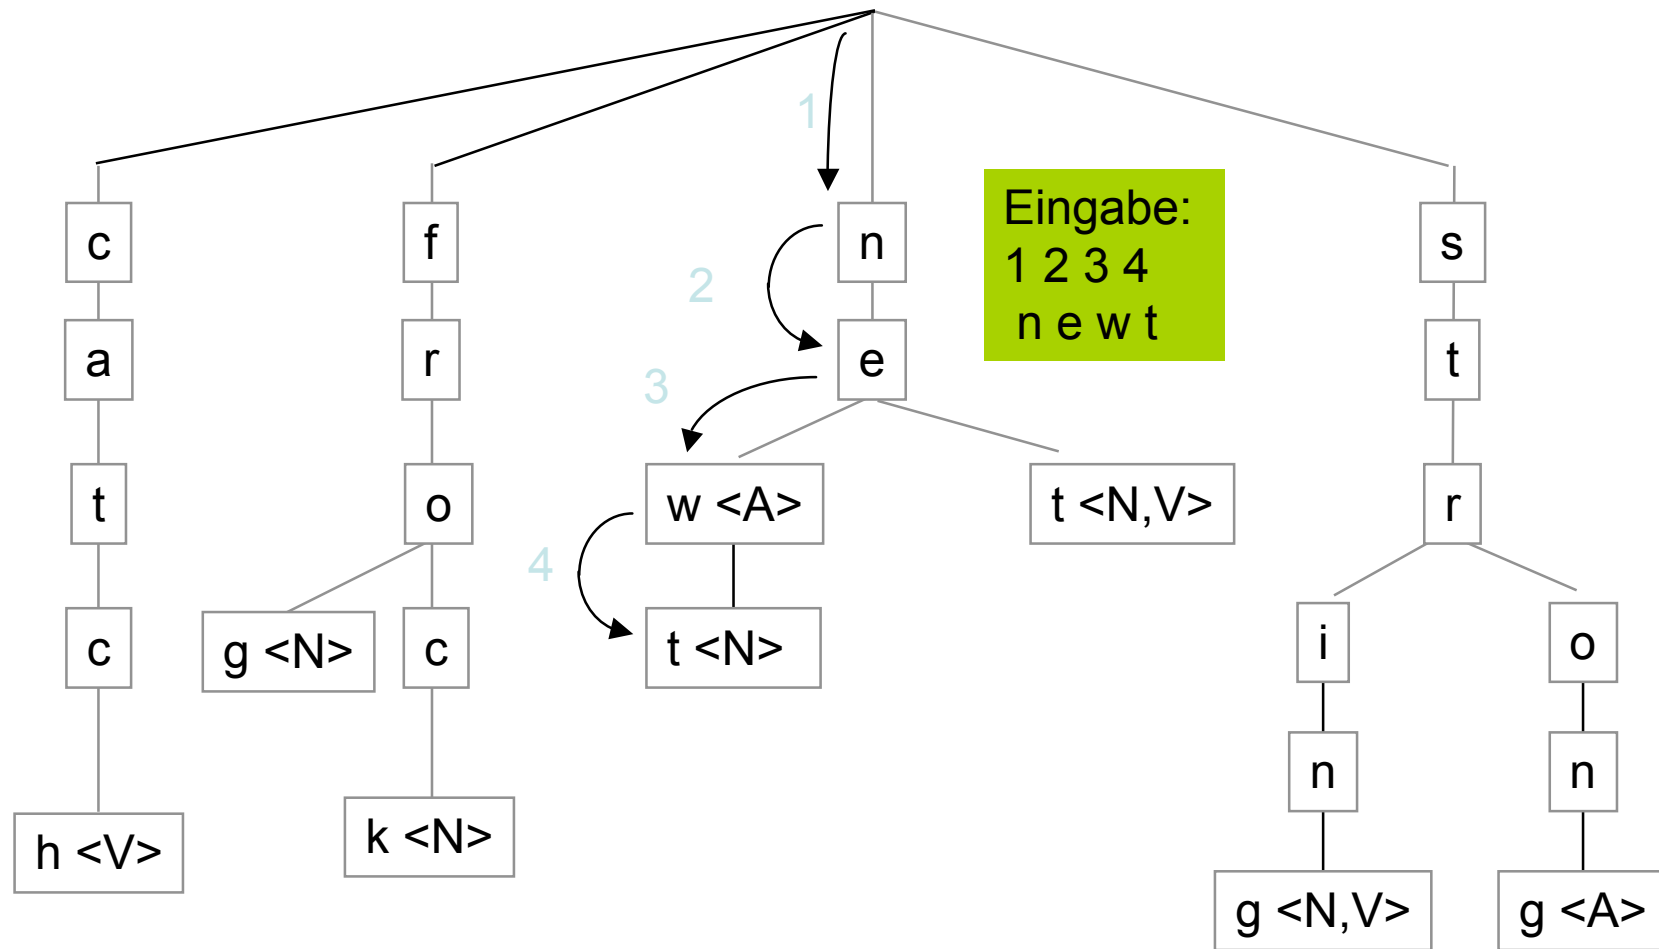 1
c
f
n
s
Eingabe:
1 2 3 4
n e w t
2
a
r
e
t
3
t
o
w <A>
t <N,V>
r
4
c
g <N>
c
t <N>
i
o
n
n
h <V>
k <N>
g <N,V>
g <A>